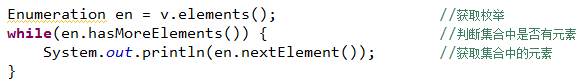 Enumeration en = v.elements(); //获取枚举
while(en.hasMoreElements()) { //判断集合中是否有元素
System.out.println(en.nextElement()); //获取集合中的元素
}